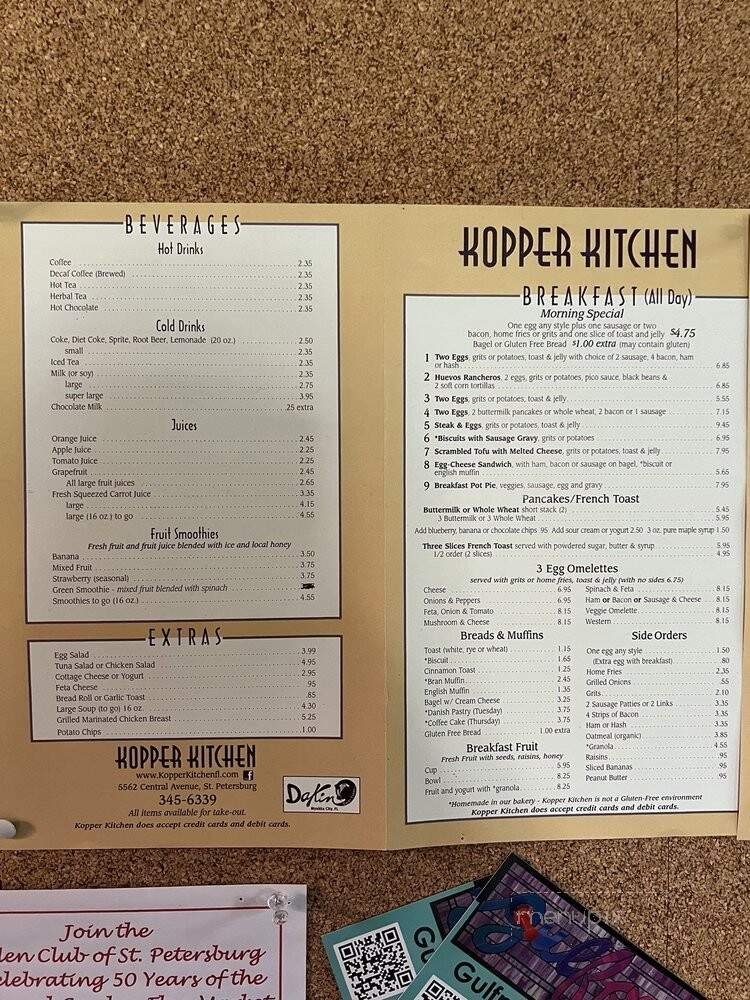 BEVERAGES
Hot Drinks
Coffee 2.35
Decaf Coffee (Brewed) 2.35
Hot Tea 2.35
Herbal Tea 2.35
Hot Chocolate 2.35
Cold Drinks
Coke, Diet Coke, Sprite, Root Beer, Lemonade (20 oz.) 2.50
small 2.35
Iced Tea 2.35
Milk (or soy) 2.35
large 2.75
super large 3.95
Chocolate Milk .25 extra
Juices
Orange Juice 2.45
Apple Juice 2.25
Tomato Juice 2.25
Grapefruit 2.45
All large fruit juices 2.65
Fresh Squeezed Carrot Juice 3.35
large 4.15
large (16 oz.) to go 4.55
Fruit Smoothies
Fresh fruit and fruit juice blended with ice and local honey
Banana 3.50
Mixed Fruit 3.75
Strawberry (seasonal) 3.75
Green Smoothie - mixed fruit blended with spinach
Smoothies to go (16 oz.) 4.55
EXTRAS
Egg Salad 3.99
Tuna Salad or Chicken Salad 4.95
Cottage Cheese or Yogurt 2.95
Feta Cheese .95
Bread Roll or Garlic Toast .85
Large Soup (to go) 16 oz. 4.30
Grilled Marinated Chicken Breast 5.25
Potato Chips 1.00
KOPPER KITCHEN
www.KopperKitchenfl.com f
5562 Central Avenue, St. Petersburg
345-6339
All items available for take-out.
Kopper Kitchen does accept credit cards and debit cards.
Dakin
Myakka City, FL
KOPPER KITCHEN
BREAKFAST (All Day)
Morning Special
One egg any style plus one sausage or two
bacon, home fries or grits and one slice of toast and jelly $4.75
Bagel or Gluten Free Bread $1.00 extra (may contain gluten)
1 Two Eggs, grits or potatoes, toast & jelly with choice of 2 sausage, 4 bacon, ham
or hash 6.85
2 Huevos Rancheros, 2 eggs, grits or potatoes, pico sauce, black beans &
2 soft corn tortillas 6.85
3 Two Eggs, grits or potatoes, toast & jelly 5.55
4 Two Eggs, 2 buttermilk pancakes or whole wheat, 2 bacon or 1 sausage 7.15
5 Steak & Eggs, grits or potatoes, toast & jelly 9.45
6 *Biscuits with Sausage Gravy, grits or potatoes 6.95
7 Scrambled Tofu with Melted Cheese, grits or potatoes, toast & jelly 7.95
8 Egg-Cheese Sandwich, with ham, bacon or sausage on bagel, *biscuit or
english muffin 5.65
9 Breakfast Pot Pie, veggies, sausage, egg and gravy 7.95
Pancakes/French Toast
Buttermilk or Whole Wheat short stack (2) 5.45
3 Buttermilk or 3 Whole Wheat 5.95
Add blueberry, banana or chocolate chips .95 Add sour cream or yogurt 2.50 3 oz. pure maple syrup 1.50
Three Slices French Toast served with powdered sugar, butter & syrup 5.95
1/2 order (2 slices) 4.95
3 Egg Omelettes
served with grits or home fries, toast & jelly (with no sides 6.75)
Cheese 6.95
Onions & Peppers 6.95
Feta, Onion & Tomato 8.15
Mushroom & Cheese 8.15
Spinach & Feta 8.15
Ham or Bacon or Sausage & Cheese 8.15
Veggie Omelette 8.15
Western 8.15
Breads & Muffins
Toast (white, rye or wheat) 1.15
*Biscuit 1.65
Cinnamon Toast 1.25
*Bran Muffin 2.45
English Muffin 1.35
Bagel w/ Cream Cheese 3.25
*Danish Pastry (Tuesday) 3.75
*Coffee Cake (Thursday) 3.75
Gluten Free Bread 1.00 extra
Breakfast Fruit
Fresh Fruit with seeds, raisins, honey
Cup 5.95
Bowl 8.25
Fruit and yogurt with *granola 8.25
Side Orders
One egg any style 1.50
(Extra egg with breakfast) .80
Home Fries 2.35
Grilled Onions .55
Grits 2.10
2 Sausage Patties or 2 Links 3.35
4 Strips of Bacon 3.35
Ham or Hash 3.35
Oatmeal (organic) 3.85
*Granola 4.55
Raisins .95
Sliced Bananas .95
Peanut Butter .95
*Homemade in our bakery - Kopper Kitchen is not a Gluten-Free environment
Kopper Kitchen does accept credit cards and debit cards.
Join the
den Club of St. Petersburg
elebrating 50 Years of the
Gulf
menupix